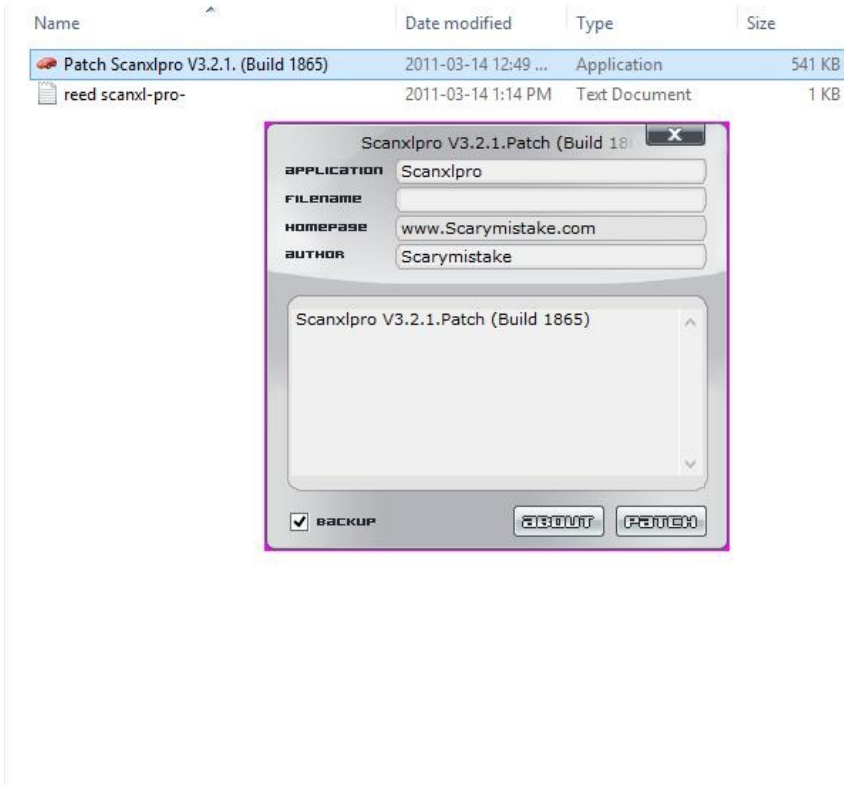 Name Date modified Type Size
Patch Scanxlpro V3.2.1. (Build 1865) 2011-03-14 12:49 ... Application 541 KB
reed scanxl-pro- 2011-03-14 1:14 PM Text Document 1 KB
Scanxlpro V3.2.1.Patch (Build 18
x
APPLICATION Scanxlpro
FILENAME
HOMEPAGE www.Scarymistake.com
AUTHOR Scarymistake
Scanxlpro V3.2.1.Patch (Build 1865)
BACKUP ABOUT PATCH